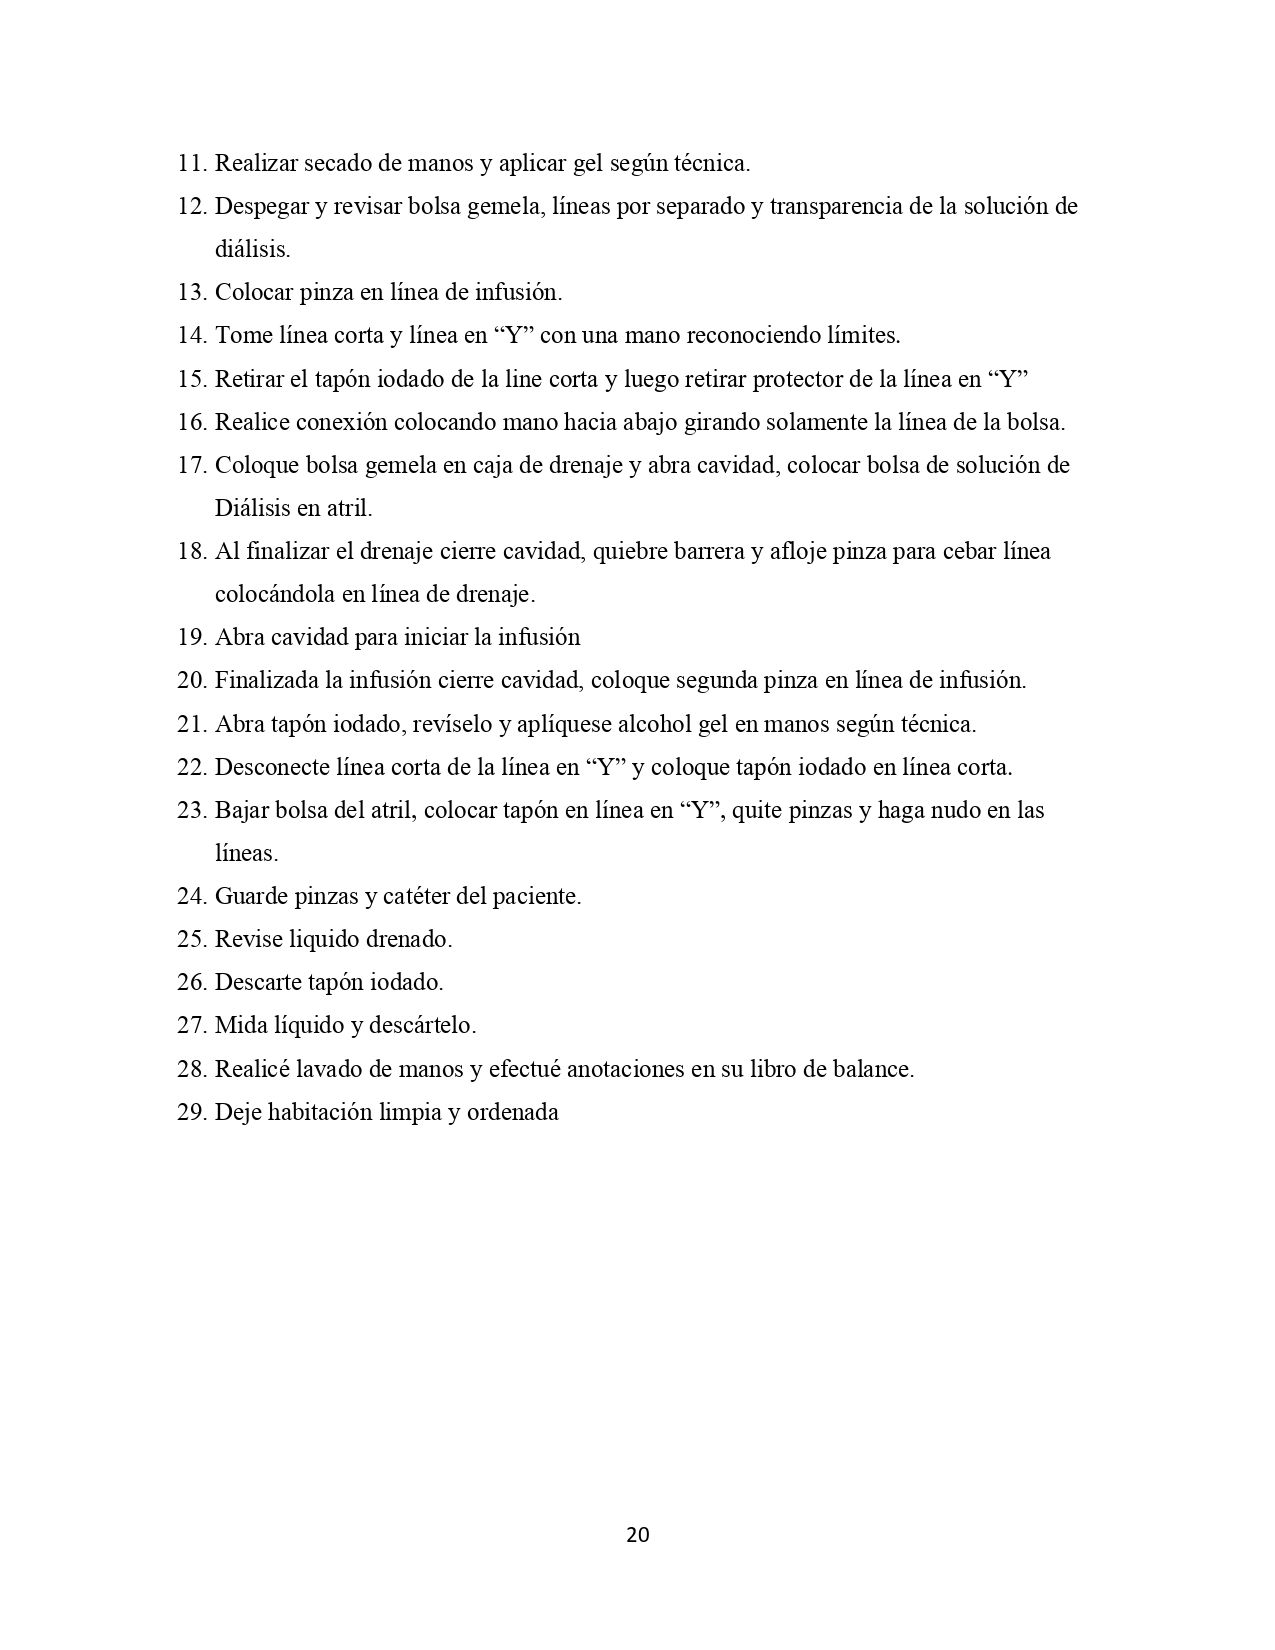 11. Realizar secado de manos y aplicar gel según técnica.
12. Despegar y revisar bolsa gemela, líneas por separado y transparencia de la solución de
diálisis.
13. Colocar pinza en línea de infusión.
14. Tome línea corta y línea en “Y” con una mano reconociendo límites.
15. Retirar el tapón iodado de la line corta y luego retirar protector de la línea en “Y”
16. Realice conexión colocando mano hacia abajo girando solamente la línea de la bolsa.
17. Coloque bolsa gemela en caja de drenaje y abra cavidad, colocar bolsa de solución de
Diálisis en atril.
18. Al finalizar el drenaje cierre cavidad, quiebre barrera y afloje pinza para cebar línea
colocándola en línea de drenaje.
19. Abra cavidad para iniciar la infusión
20. Finalizada la infusión cierre cavidad, coloque segunda pinza en línea de infusión.
21. Abra tapón iodado, revíselo y aplíquese alcohol gel en manos según técnica.
22. Desconecte línea corta de la línea en “Y” y coloque tapón iodado en línea corta.
23. Bajar bolsa del atril, colocar tapón en línea en “Y”, quite pinzas y haga nudo en las
líneas.
24. Guarde pinzas y catéter del paciente.
25. Revise liquido drenado.
26. Descarte tapón iodado.
27. Mida líquido y descártelo.
28. Realicé lavado de manos y efectué anotaciones en su libro de balance.
29. Deje habitación limpia y ordenada
20